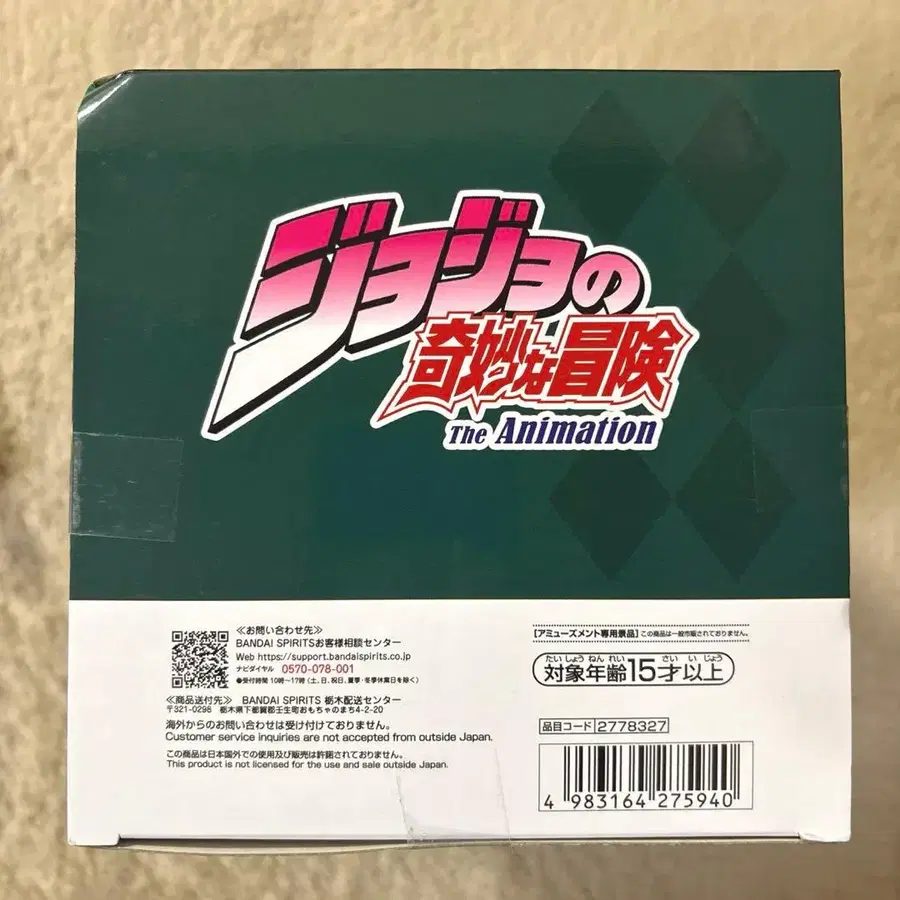 ジョジョの
奇妙な冒険
The Animation
≪お問い合わせ先≫
BANDAI SPIRITSお客様相談センター
Web https://support.bandaispirits.co.jp
ナビダイヤル 0570-078-001
●受付時間 10時～17時 (土、日、祝日、夏季・冬季休業日を除く)
≪商品送付先≫ BANDAI SPIRITS 栃木配送センター
〒321-0298 栃木県下都賀郡壬生町おもちゃのまち4-2-20
海外からのお問い合わせは受け付けておりません。
Customer service inquiries are not accepted from outside Japan.
この商品は日本国外での使用及び販売は許諾されておりません。
This product is not licensed for the use and sale outside Japan.
[アミューズメント専用景品] この商品は一般市販されておりません。
たいしょうねんれい さい いじょう
対象年齢15才以上
品目コード 2778327
4 983164 275940